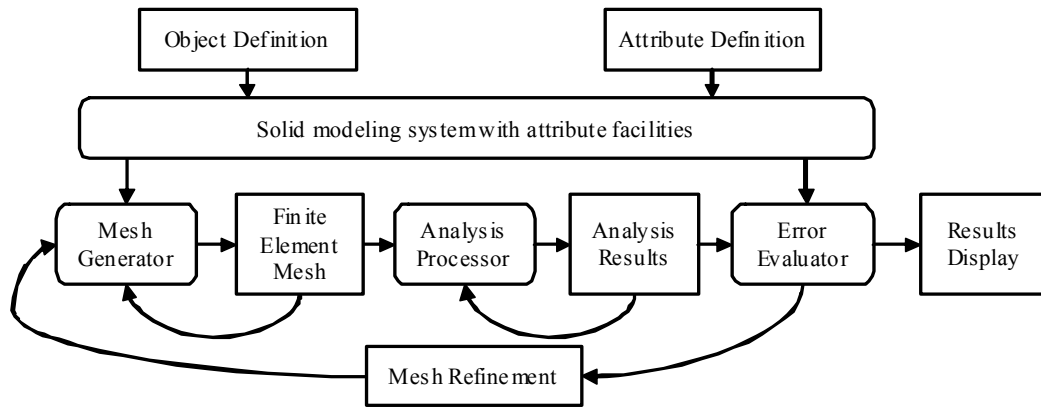 Object Definition
Attribute Definition
Solid modeling system with attribute facilities
Mesh
Generator
Finite
Element
Mesh
Analysis
Processor
Analysis
Results
Error
Evaluator
Results
Display
Mesh Refinement